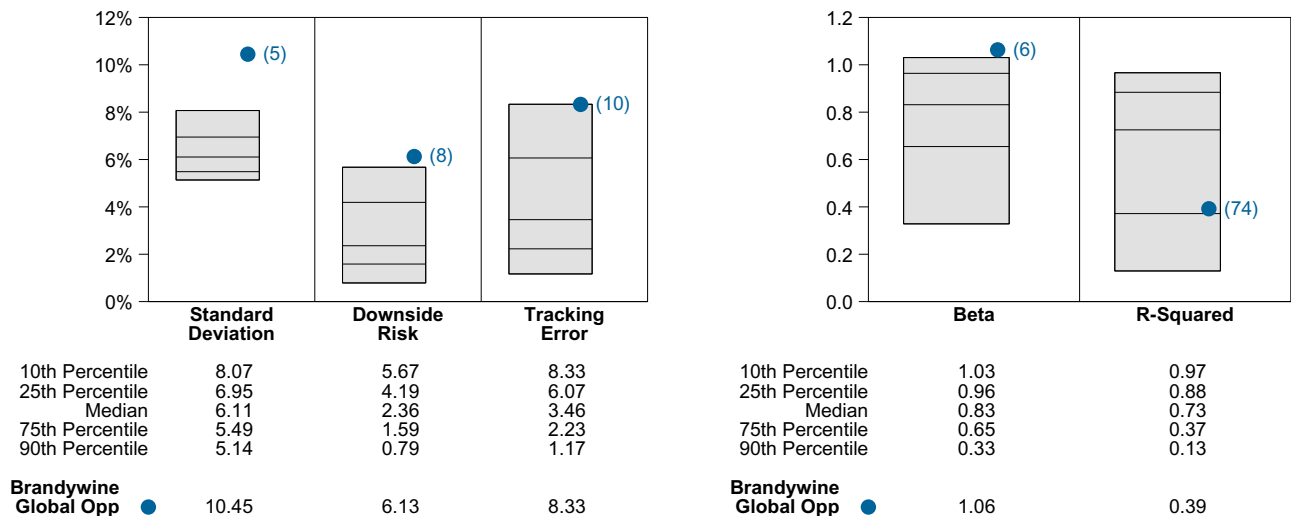 12%
10%
8%
6%
4%
2%
0%
(5)
(8)
(10)
Standard Deviation
Downside Risk
Tracking Error
10th Percentile 8.07 5.67 8.33
25th Percentile 6.95 4.19 6.07
Median 6.11 2.36 3.46
75th Percentile 5.49 1.59 2.23
90th Percentile 5.14 0.79 1.17
Brandywine
Global Opp 10.45 6.13 8.33
1.2
1.0
0.8
0.6
0.4
0.2
0.0
(6)
(74)
Beta
R-Squared
10th Percentile 1.03 0.97
25th Percentile 0.96 0.88
Median 0.83 0.73
75th Percentile 0.65 0.37
90th Percentile 0.33 0.13
Brandywine
Global Opp 1.06 0.39